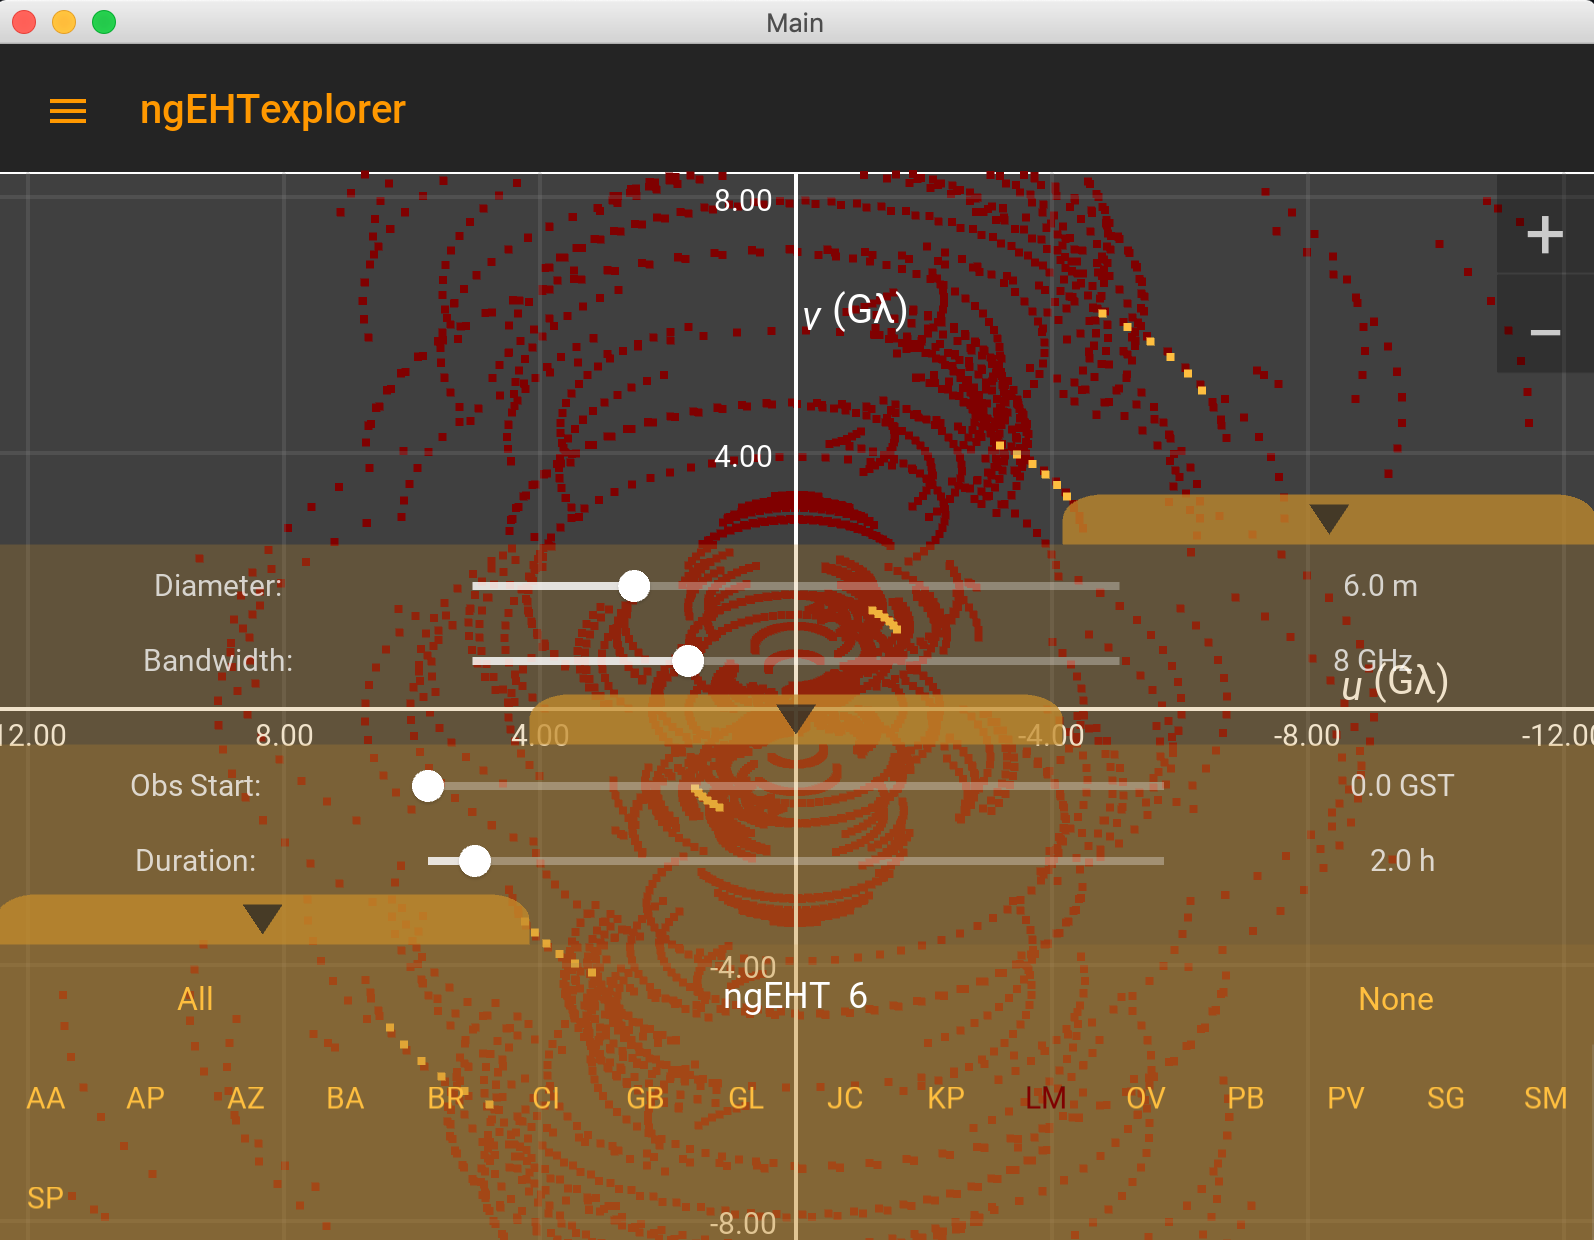 Main
ngEHTexplorer
8.00
v (Gλ)
4.00
Diameter: 6.0 m
Bandwidth: 8 GHz
u (Gλ)
12.00 8.00 4.00 -4.00 -8.00 -12.00
Obs Start: 0.0 GST
Duration: 2.0 h
-4.00
All ngEHT 6 None
AA AP AZ BA BR CI GB GL JC KP LM OV PB PV SG SM
SP
-8.00